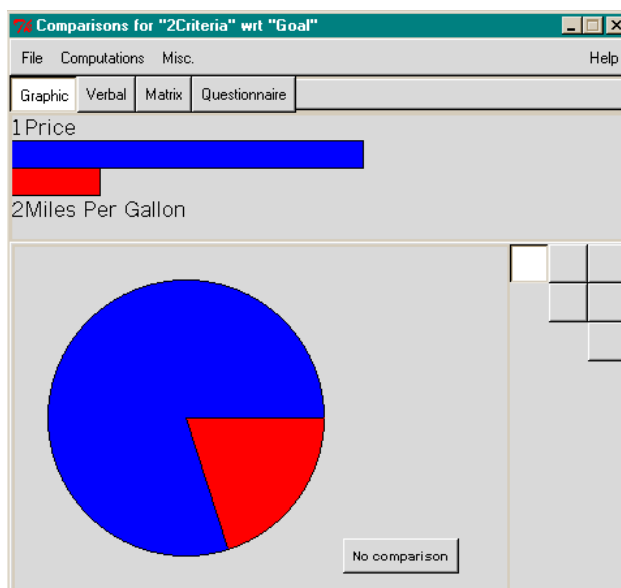 Comparisons for "2Criteria" wrt "Goal"
File Computations Misc. Help
Graphic Verbal Matrix Questionnaire
1Price
2Miles Per Gallon
No comparison